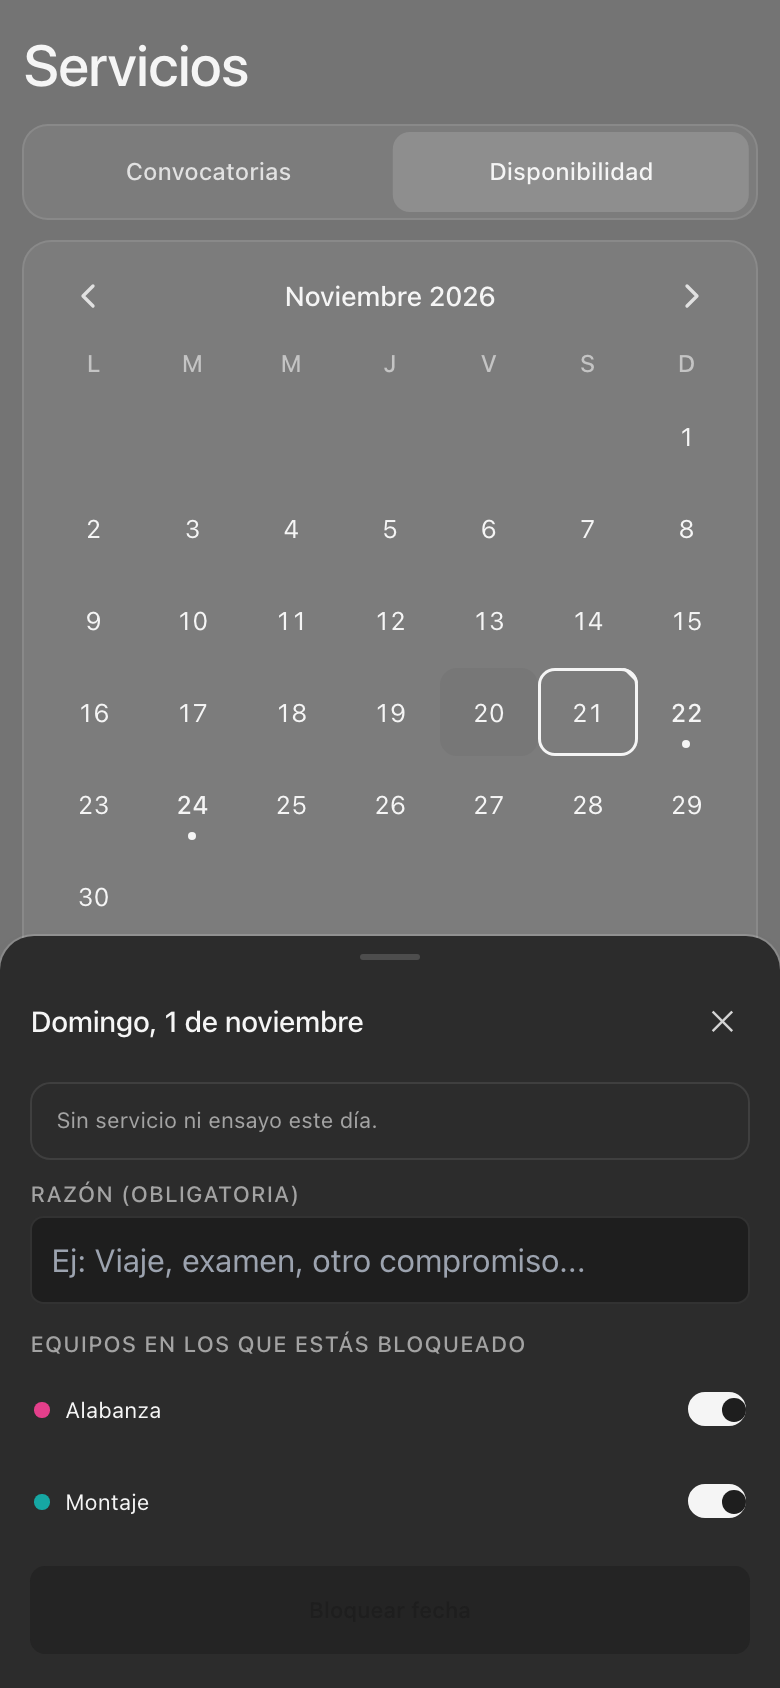 Servicios
Convocatorias Disponibilidad
Noviembre 2026
L M M J V S D
1
2 3 4 5 6 7 8
9 10 11 12 13 14 15
16 17 18 19 20 21 22
23 24 25 26 27 28 29
30
Domingo, 1 de noviembre
Sin servicio ni ensayo este día.
RAZÓN (OBLIGATORIA)
Ej: Viaje, examen, otro compromiso...
EQUIPOS EN LOS QUE ESTÁS BLOQUEADO
Alabanza
Montaje
Bloquear fecha